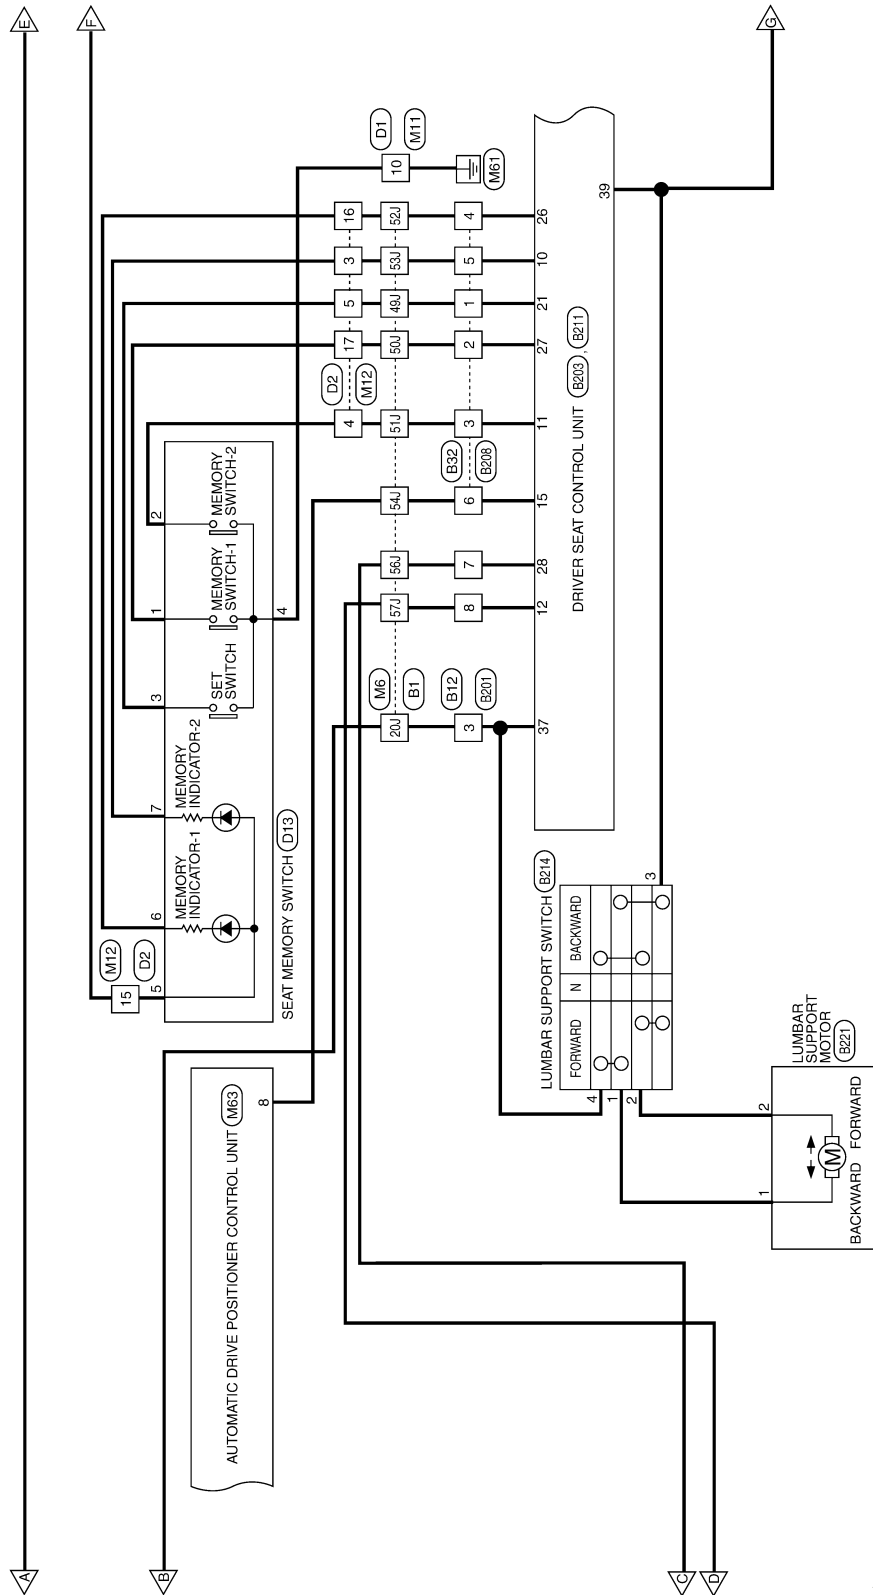 A
E
F
B
C
D
G
AUTOMATIC DRIVE POSITIONER CONTROL UNIT
M63
8
15
M12
D2
5
6
7
3
1
2
4
MEMORY
INDICATOR-1
MEMORY
INDICATOR-2
SET
SWITCH
MEMORY
SWITCH-1
MEMORY
SWITCH-2
SEAT MEMORY SWITCH
D13
D2
M12
4
17
5
3
16
D1
M11
10
M61
M6
B1
20J
57J
56J
54J
51J
50J
49J
53J
52J
B12
B201
3
8
7
6
B32
B208
3
2
1
5
4
37
12
28
15
11
27
21
10
26
39
DRIVER SEAT CONTROL UNIT
B203
,
B211
LUMBAR SUPPORT SWITCH
B214
FORWARD
N
BACKWARD
4
1
2
3
LUMBAR
SUPPORT
MOTOR
B221
1
2
M
BACKWARD
FORWARD